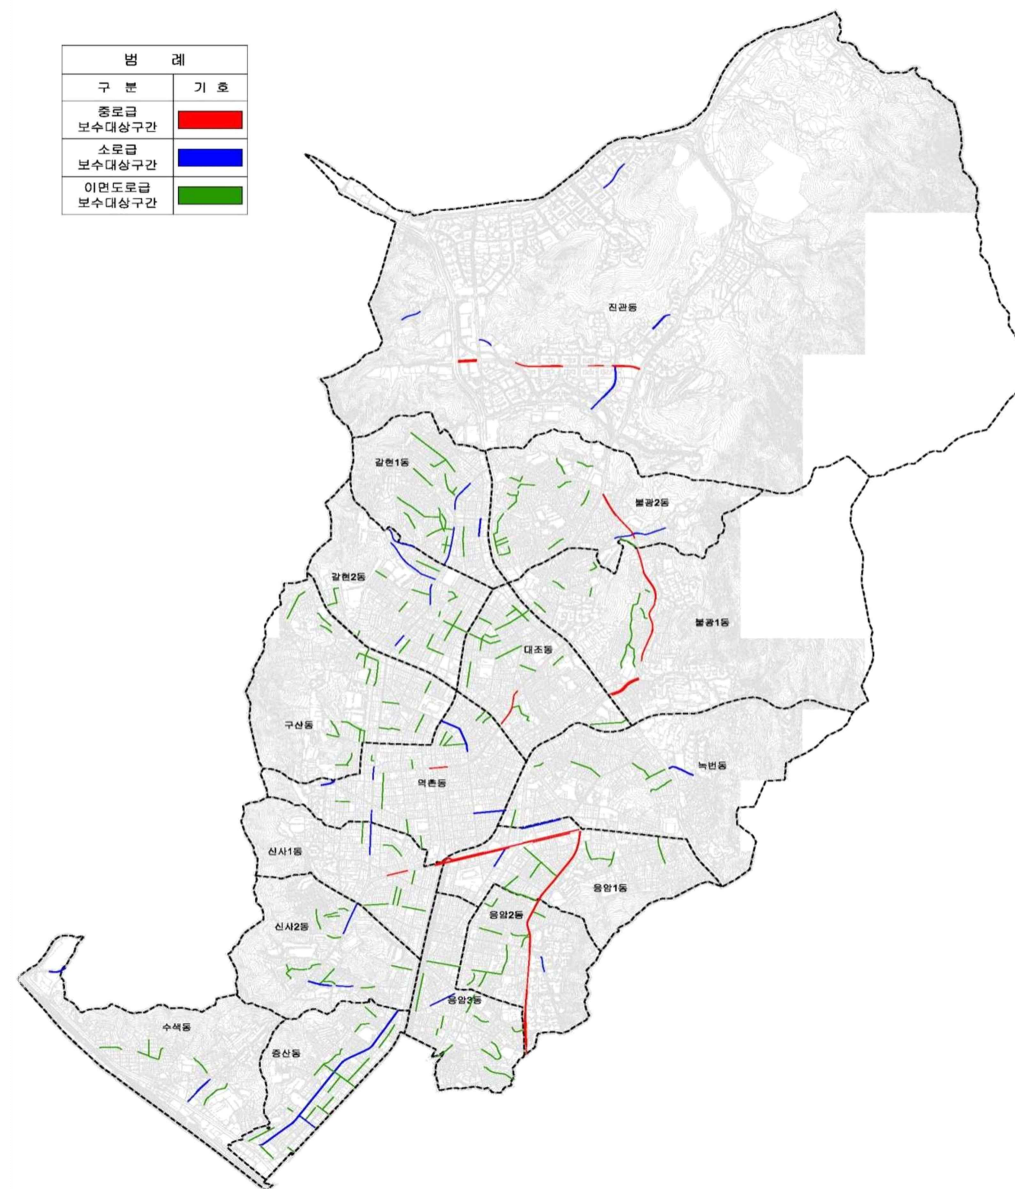 범 례
구 분 기 호
중로급
보수대상구간
소로급
보수대상구간
이면도로급
보수대상구간
진관동
갈현1동
불광2동
갈현2동
불광1동
대조동
구산동
녹번동
역촌동
신사1동
응암1동
응암2동
신사2동
응암3동
수색동
증산동